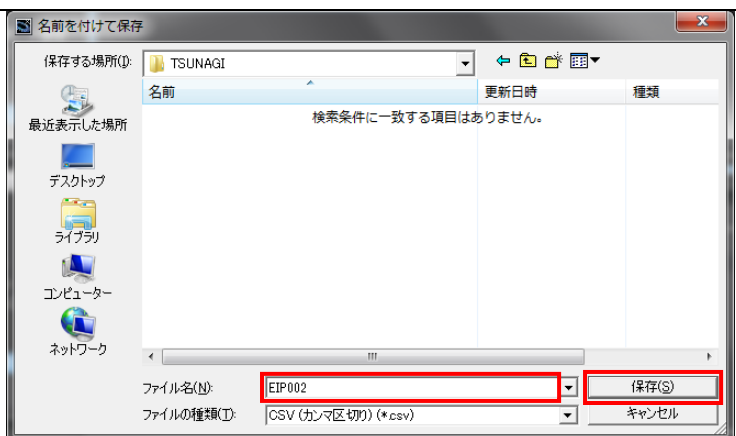 名前を付けて保存
保存する場所(I):
TSUNAGI
名前
更新日時
種類
検索条件に一致する項目はありません。
最近表示した場所
デスクトップ
ライブラリ
コンピューター
ネットワーク
ファイル名(N):
EIP002
保存(S)
ファイルの種類(T):
CSV (カンマ区切り) (*.csv)
キャンセル